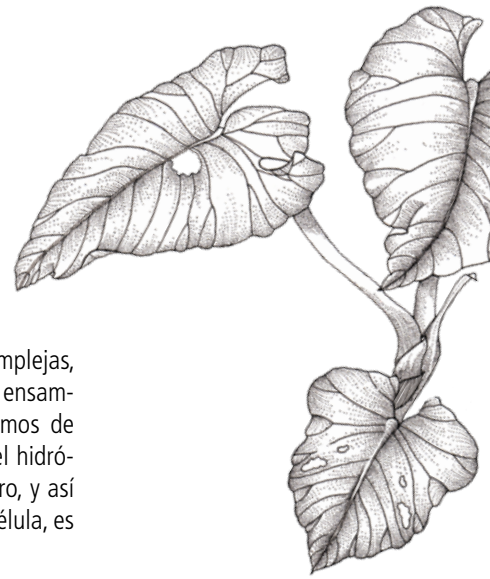 mplejas,
ensam-
mos de
el hidró-
ro, y así
élula, es